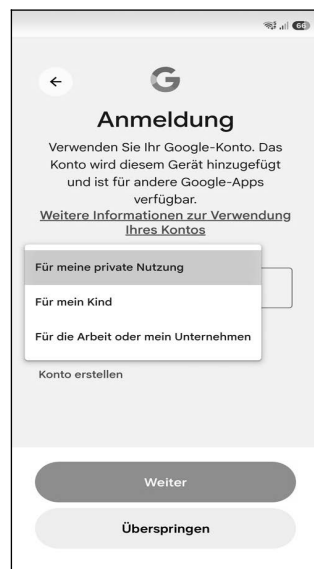 66
G
Anmeldung
Verwenden Sie Ihr Google-Konto. Das
Konto wird diesem Gerät hinzugefügt
und ist für andere Google-Apps
verfügbar.
Weitere Informationen zur Verwendung
Ihres Kontos
Für meine private Nutzung
Für mein Kind
Für die Arbeit oder mein Unternehmen
Konto erstellen
Weiter
Überspringen